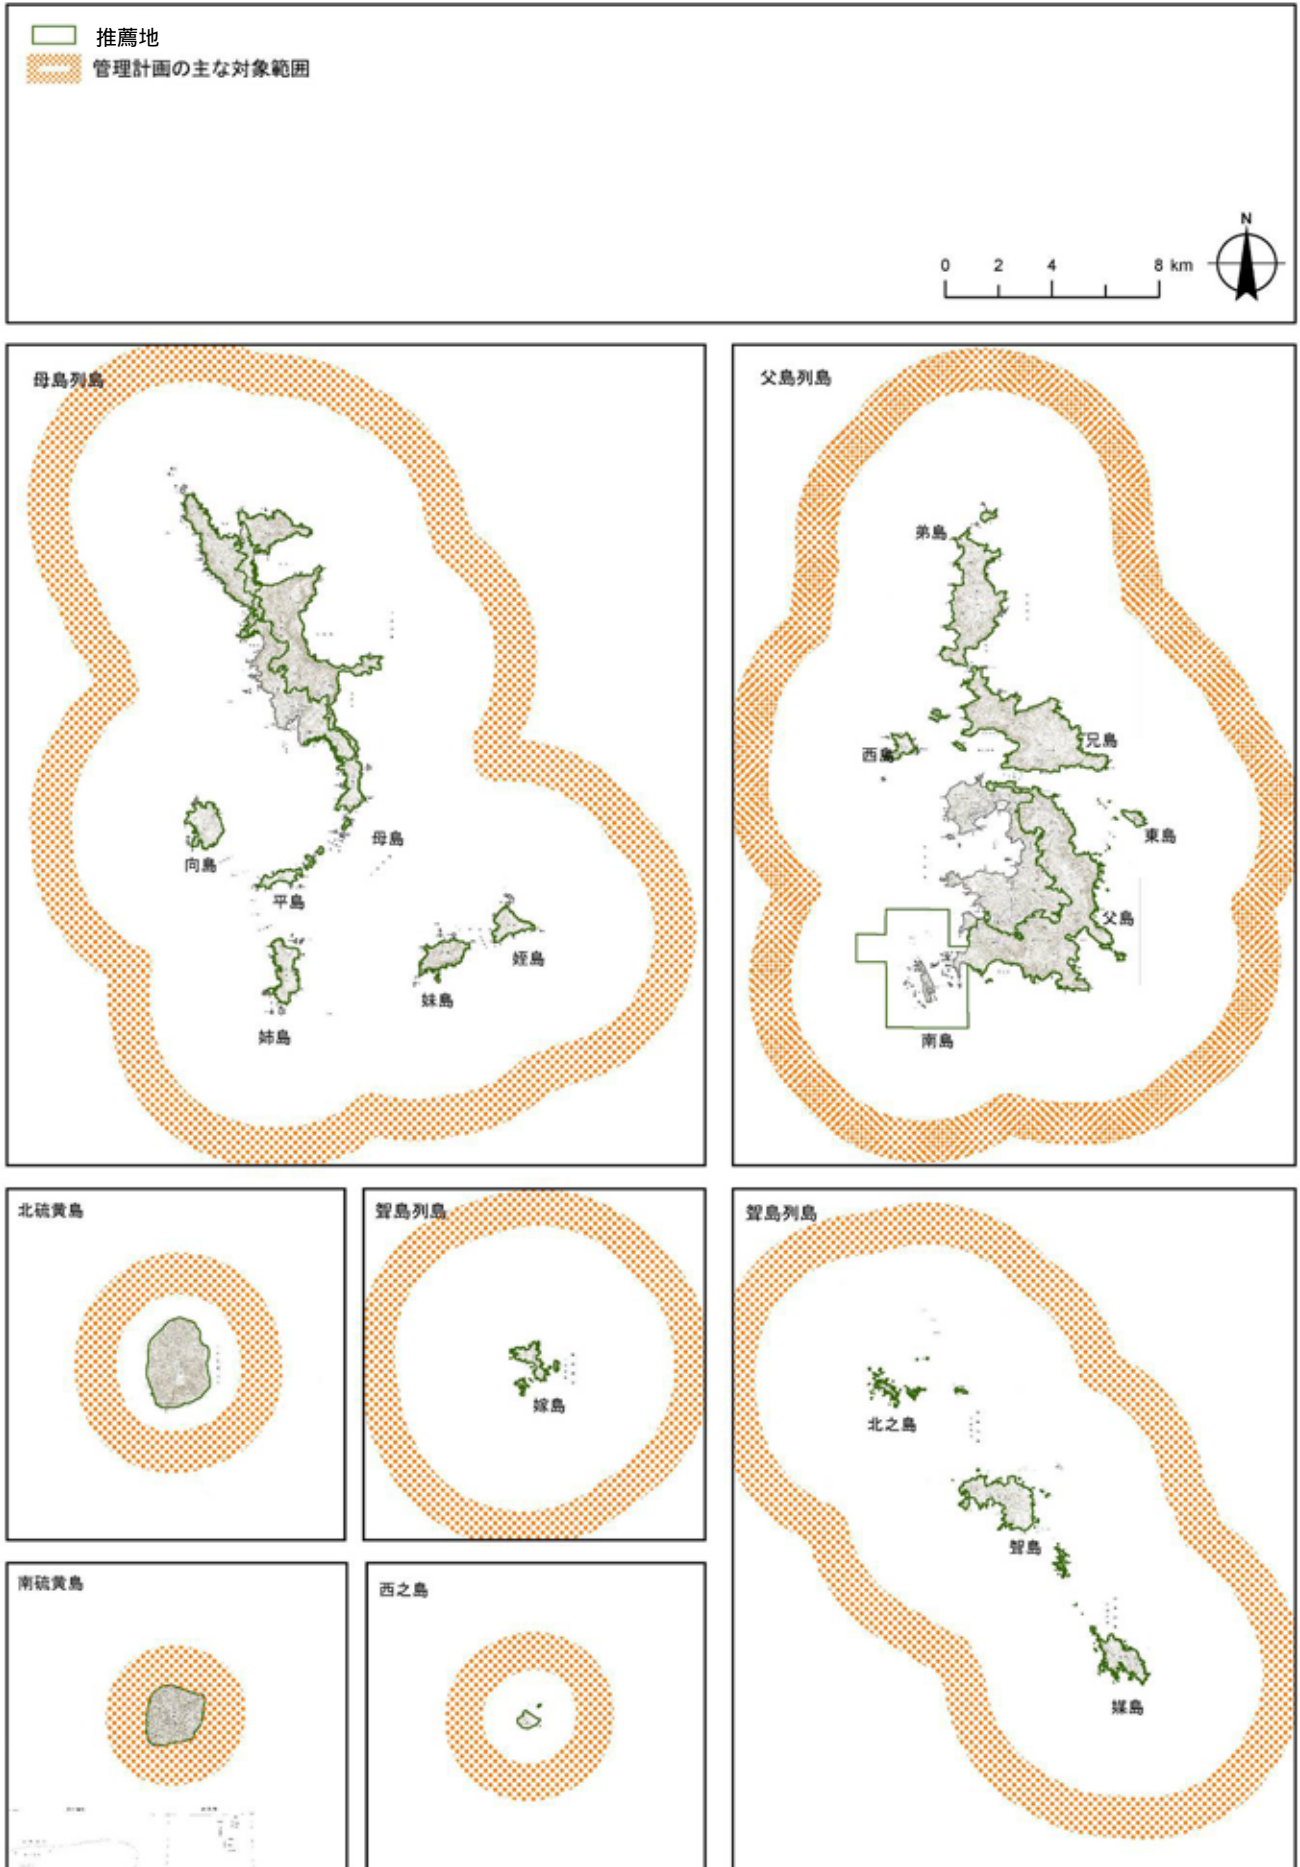 推薦地
管理計画の主な対象範囲
N
0 2 4 8 km
母島列島
母島
向島
平島
姪島
妹島
姉島
父島列島
弟島
兄島
西島
東島
父島
南島
北硫黄島
聟島列島
嫁島
聟島列島
北之島
聟島
媒島
南硫黄島
西之島